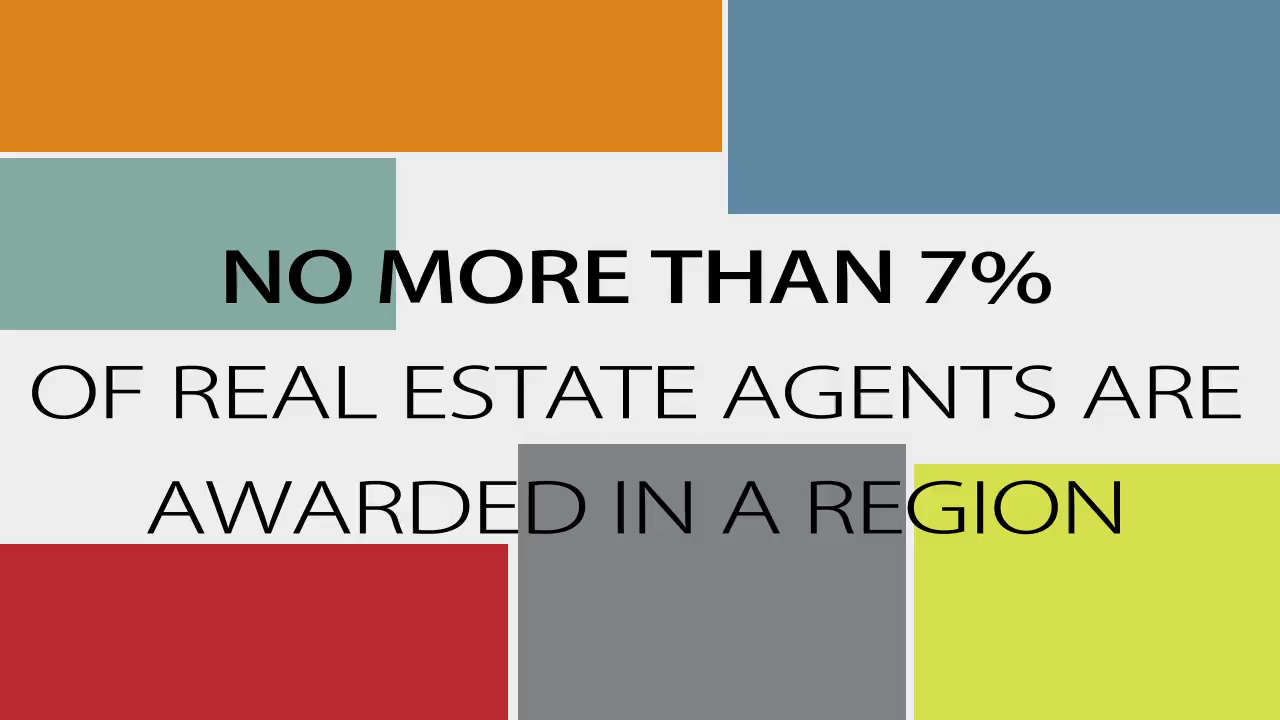 NO MORE THAN 7%
OF REAL ESTATE AGENTS ARE
AWARDED IN A REGION